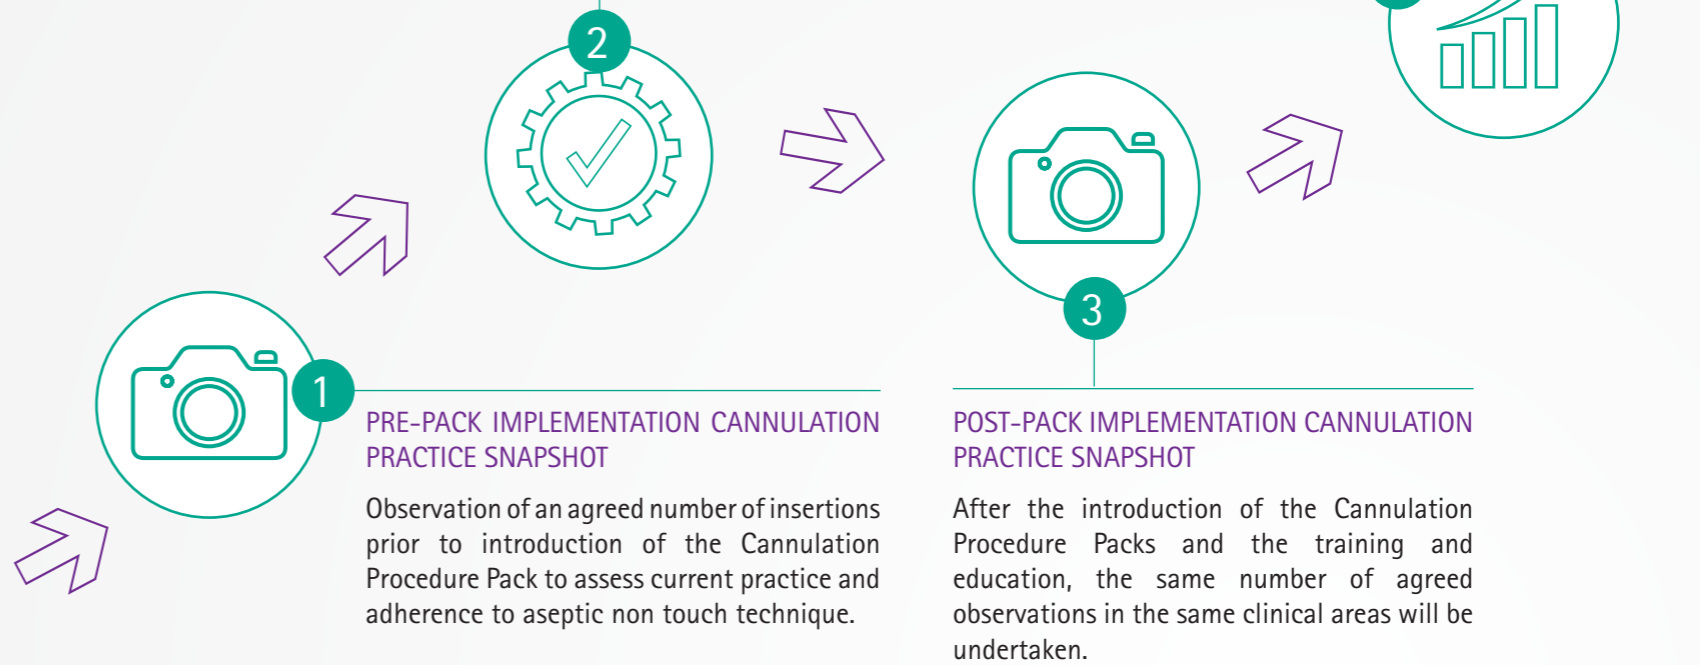 2
1
PRE-PACK IMPLEMENTATION CANNULATION
PRACTICE SNAPSHOT
Observation of an agreed number of insertions
prior to introduction of the Cannulation
Procedure Pack to assess current practice and
adherence to aseptic non touch technique.
3
POST-PACK IMPLEMENTATION CANNULATION
PRACTICE SNAPSHOT
After the introduction of the Cannulation
Procedure Packs and the training and
education, the same number of agreed
observations in the same clinical areas will be
undertaken.